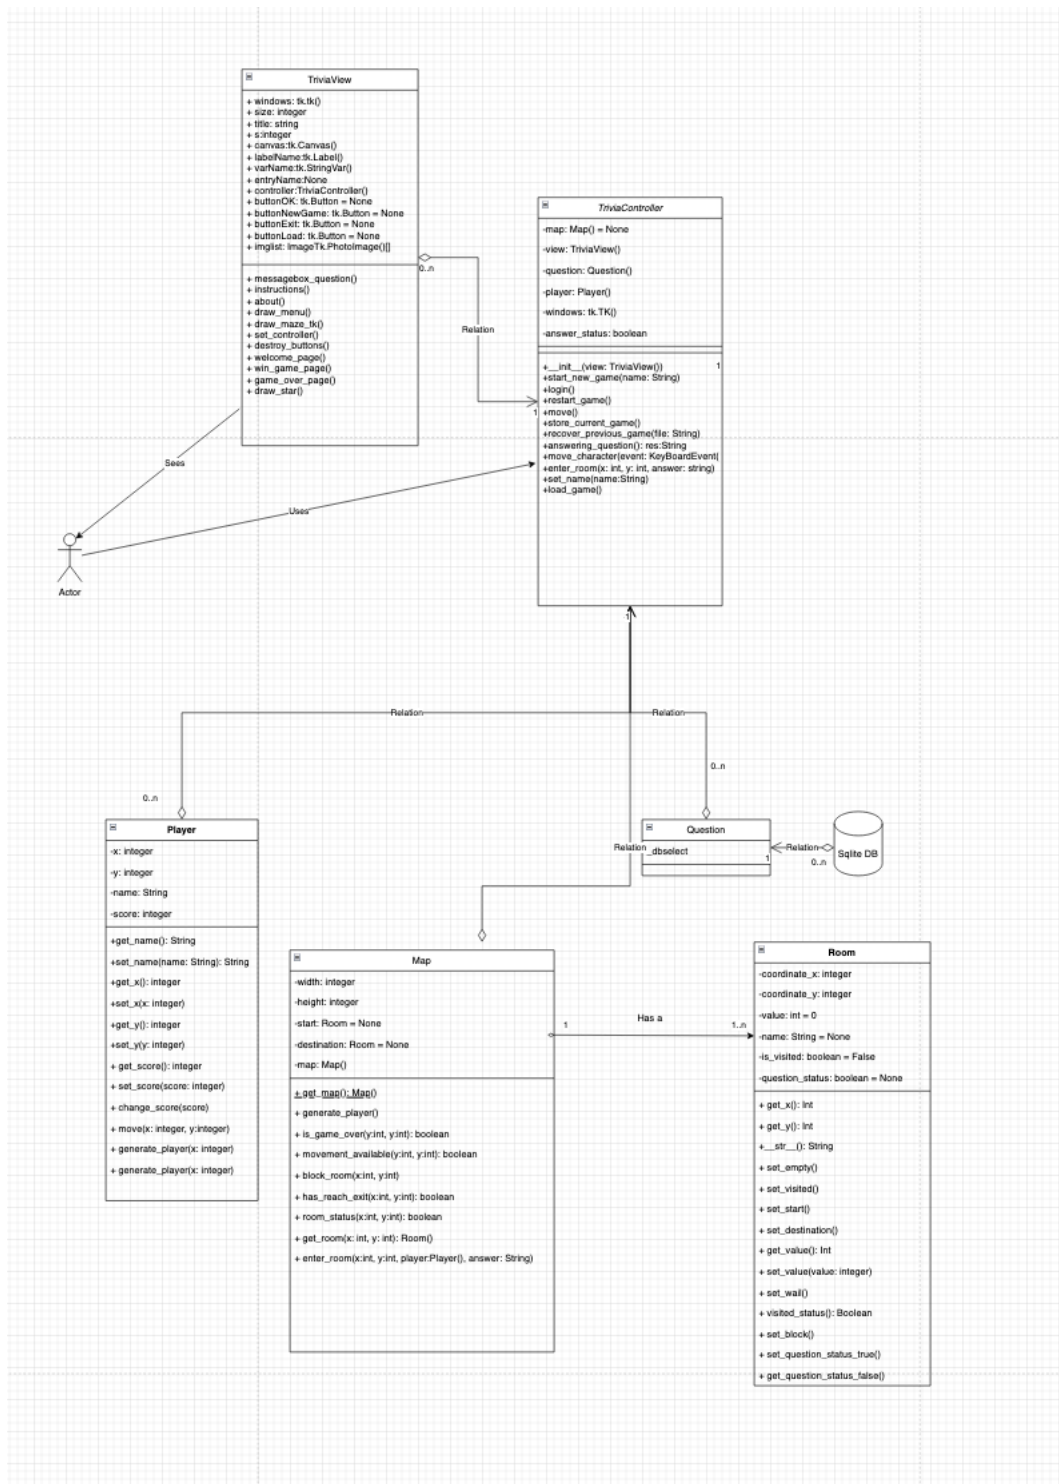 TriviaView
+ windows: tk.tk()
+ size: integer
+ title: string
+ s:integer
+ canvas:tk.Canvas()
+ labelName:tk.Label()
+ varName:tk.StringVar()
+ entryName:None
+ controller:TriviaController()
+ buttonOK: tk.Button = None
+ buttonNewGame: tk.Button = None
+ buttonExit: tk.Button = None
+ buttonLoad: tk.Button = None
+ imglist: ImageTk.PhotoImage()[]
+ messagebox_question()
+ instructions()
+ about()
+ draw_menu()
+ draw_maze_tk()
+ set_controller()
+ destroy_buttons()
+ welcome_page()
+ win_game_page()
+ game_over_page()
+ draw_star()
0..n
Relation
1
TriviaController
-map: Map() = None
-view: TriviaView()
-question: Question()
-player: Player()
-windows: tk.TK()
-answer_status: boolean
1
+__init__(view: TriviaView())
+start_new_game(name: String)
+login()
+restart_game()
+move()
+store_current_game()
+recover_previous_game(file: String)
+answering_question(): res:String
+move_character(event: KeyBoardEvent(
+enter_room(x: int, y: int, answer: string)
+set_name(name:String)
+load_game()
Sees
Uses
Actor
1
Relation
Relation
0..n
0..n
Player
-x: integer
-y: integer
-name: String
-score: integer
+get_name(): String
+set_name(name: String): String
+get_x(): integer
+set_x(x: integer)
+get_y(): integer
+set_y(y: integer)
+ get_score(): integer
+ set_score(score: integer)
+ change_score(score)
+ move(x: integer, y:integer)
+ generate_player(x: integer)
+ generate_player(x: integer)
Question
Relation
_dbselect
1
Relation
0..n
Sqlite DB
Map
-width: integer
-height: integer
-start: Room = None
-destination: Room = None
-map: Map()
+ get_map(): Map()
+ generate_player()
+ is_game_over(y:int, y:int): boolean
+ movement_available(y:int, y:int): boolean
+ block_room(x:int, y:int)
+ has_reach_exit(x:int, y:int): boolean
+ room_status(x:int, y:int): boolean
+ get_room(x: int, y: int): Room()
+ enter_room(x:int, y:int, player:Player(), answer: String)
1
Has a
1..n
Room
-coordinate_x: integer
-coordinate_y: integer
-value: int = 0
-name: String = None
-is_visited: boolean = False
-question_status: boolean = None
+ get_x(): Int
+ get_y(): Int
+__str__(): String
+ set_empty()
+ set_visited()
+ set_start()
+ set_destination()
+ get_value(): Int
+ set_value(value: integer)
+ set_wall()
+ visited_status(): Boolean
+ set_block()
+ set_question_status_true()
+ get_question_status_false()